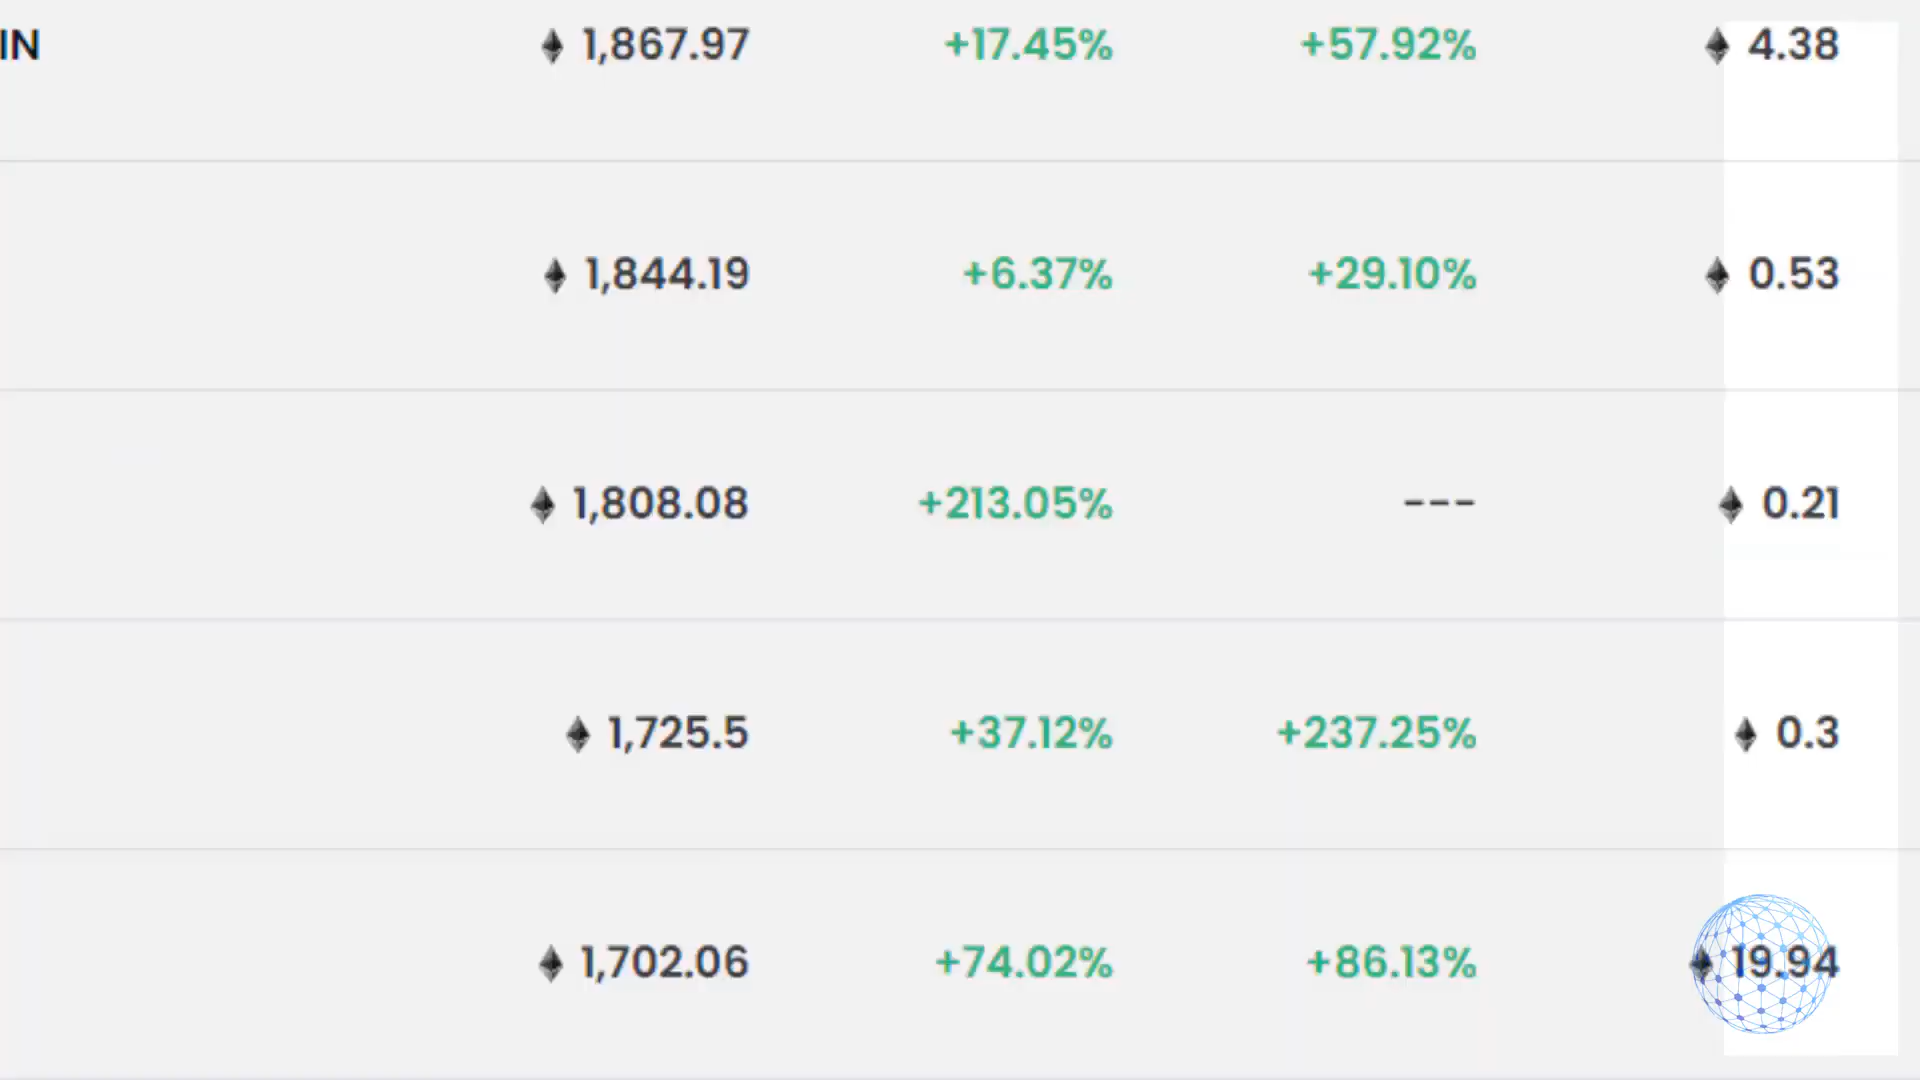 IN 1,867.97 +17.45% +57.92% 4.38
1,844.19 +6.37% +29.10% 0.53
1,808.08 +213.05% --- 0.21
1,725.5 +37.12% +237.25% 0.3
1,702.06 +74.02% +86.13% 19.94